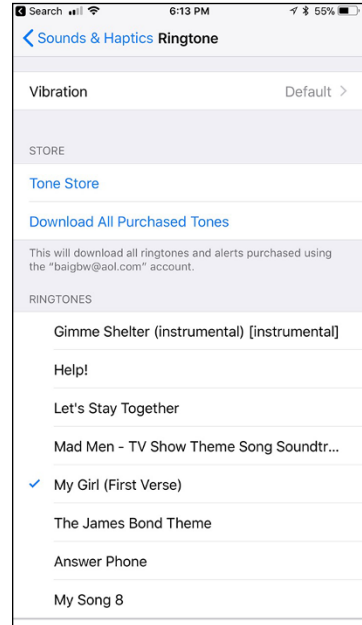 Search 6:13 PM 55%
Sounds & Haptics Ringtone
Vibration Default
STORE
Tone Store
Download All Purchased Tones
This will download all ringtones and alerts purchased using
the “baigbw@aol.com” account.
RINGTONES
Gimme Shelter (instrumental) [instrumental]
Help!
Let's Stay Together
Mad Men - TV Show Theme Song Soundtr...
My Girl (First Verse)
The James Bond Theme
Answer Phone
My Song 8